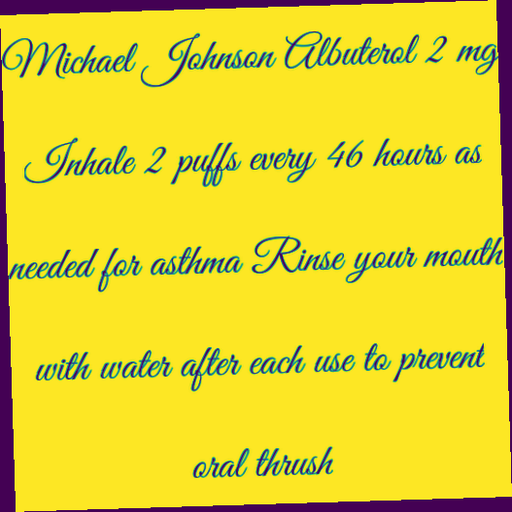 Michael Johnson Albuterol 2 mg
Inhale 2 puffs every 46 hours as
needed for asthma Rinse your mouth
with water after each use to prevent
oral thrush